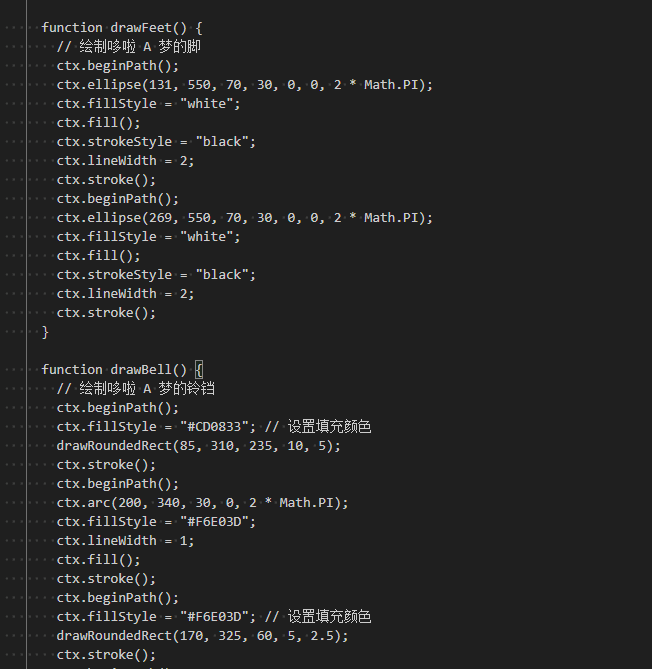 function drawFeet() {
// 绘制哆啦 A 梦的脚
ctx.beginPath();
ctx.ellipse(131, 550, 70, 30, 0, 0, 2 * Math.PI);
ctx.fillStyle = "white";
ctx.fill();
ctx.strokeStyle = "black";
ctx.lineWidth = 2;
ctx.stroke();
ctx.beginPath();
ctx.ellipse(269, 550, 70, 30, 0, 0, 2 * Math.PI);
ctx.fillStyle = "white";
ctx.fill();
ctx.strokeStyle = "black";
ctx.lineWidth = 2;
ctx.stroke();
}
function drawBell() {
// 绘制哆啦 A 梦的铃铛
ctx.beginPath();
ctx.fillStyle = "#CD0833"; // 设置填充颜色
drawRoundedRect(85, 310, 235, 10, 5);
ctx.stroke();
ctx.beginPath();
ctx.arc(200, 340, 30, 0, 2 * Math.PI);
ctx.fillStyle = "#F6E03D";
ctx.lineWidth = 1;
ctx.fill();
ctx.stroke();
ctx.beginPath();
ctx.fillStyle = "#F6E03D"; // 设置填充颜色
drawRoundedRect(170, 325, 60, 5, 2.5);
ctx.stroke();